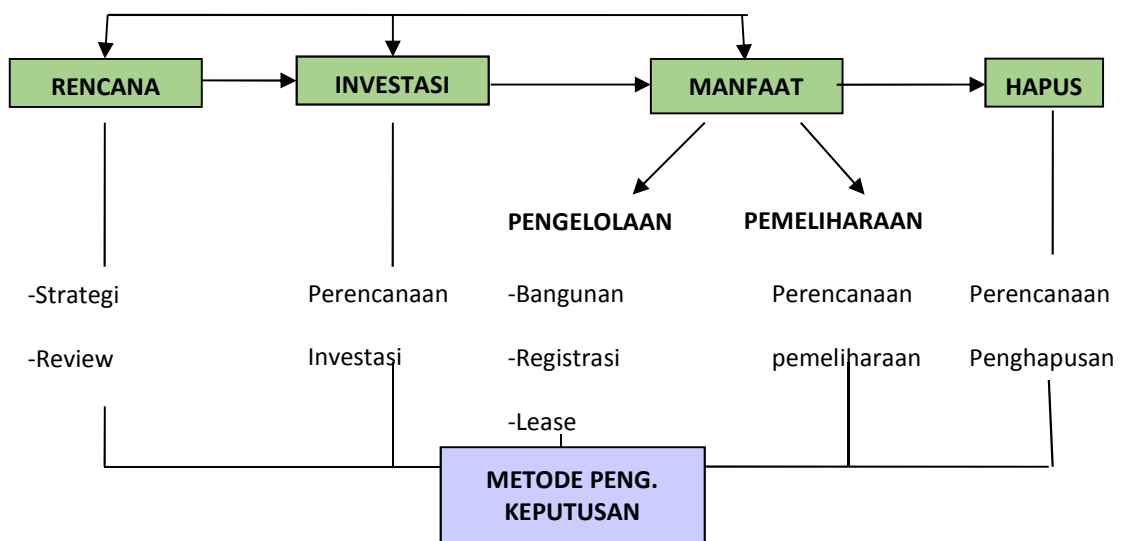 RENCANA
INVESTASI
MANFAAT
HAPUS
PENGELOLAAN
PEMELIHARAAN
-Strategi
-Review
Perencanaan
Investasi
-Bangunan
-Registrasi
-Lease
Perencanaan
pemeliharaan
Perencanaan
Penghapusan
METODE PENG.
KEPUTUSAN